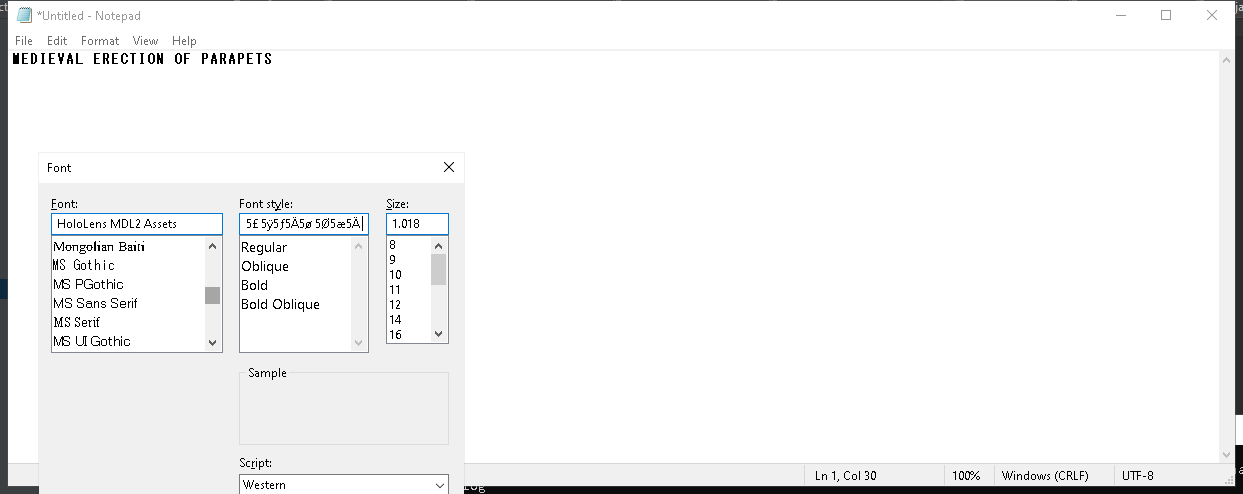 *Untitled - Notepad
File Edit Format View Help
MEDIEVAL ERECTION OF PARAPETS
Font
Font: Font style: Size:
HoloLens MDL2 Assets 5£ 5ÿ5ƒ5Ä5ø 5Ø5æ5Ä 1.018
Mongolian Baiti Regular 8
MS Gothic Oblique 9
MS PGothic Bold 10
MS Sans Serif Bold Oblique 11
MS Serif 12
MS UI Gothic 14
16
Sample
Script:
Western
Ln 1, Col 30 100% Windows (CRLF) UTF-8